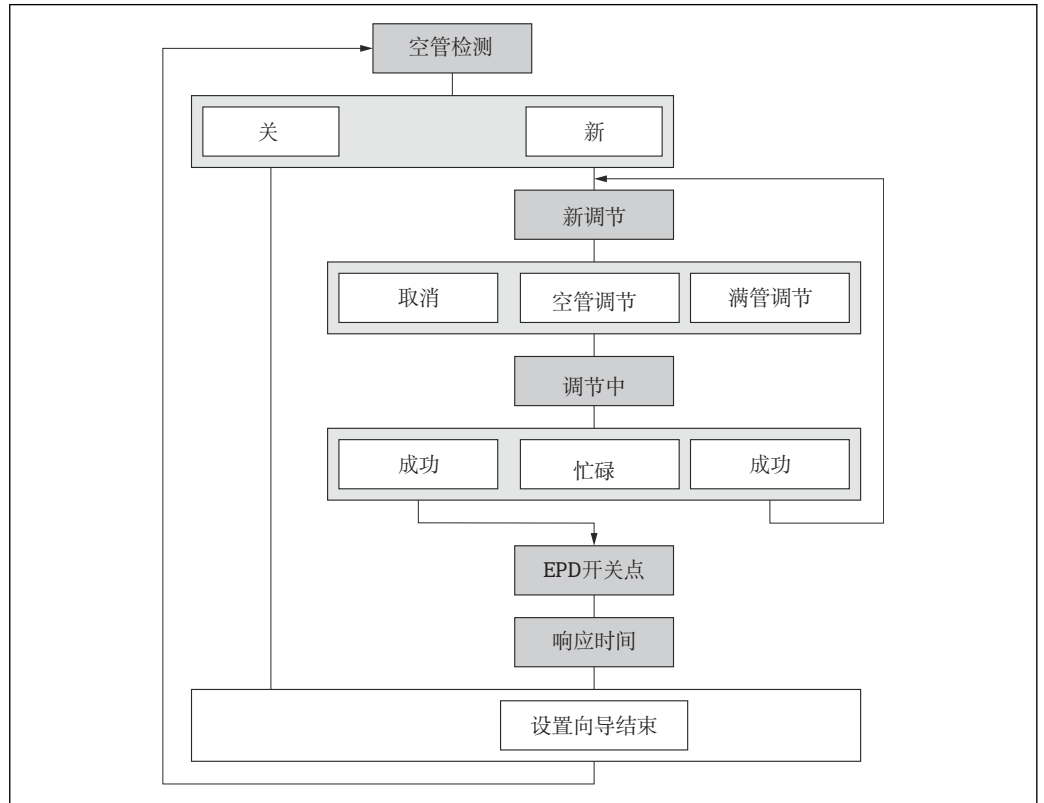 空管检测
关
新
新调节
取消
空管调节
满管调节
调节中
成功
忙碌
成功
EPD开关点
响应时间
设置向导结束